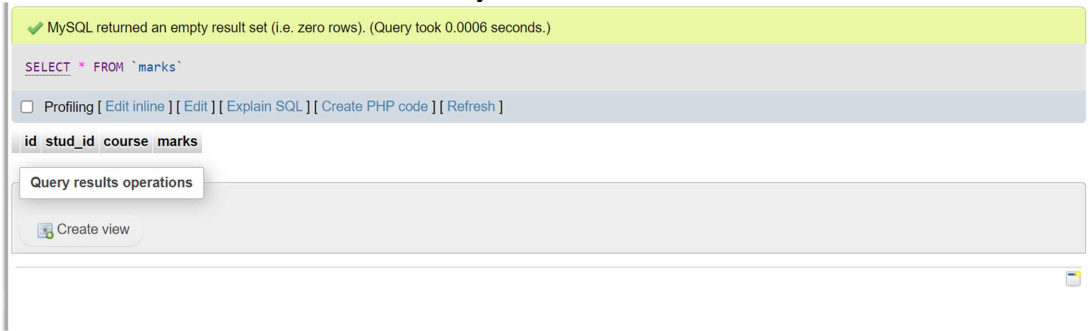 MySQL returned an empty result set (i.e. zero rows). (Query took 0.0006 seconds.)
SELECT * FROM `marks`
Profiling [ Edit inline ] [ Edit ] [ Explain SQL ] [ Create PHP code ] [ Refresh ]
id stud_id course marks
Query results operations
Create view